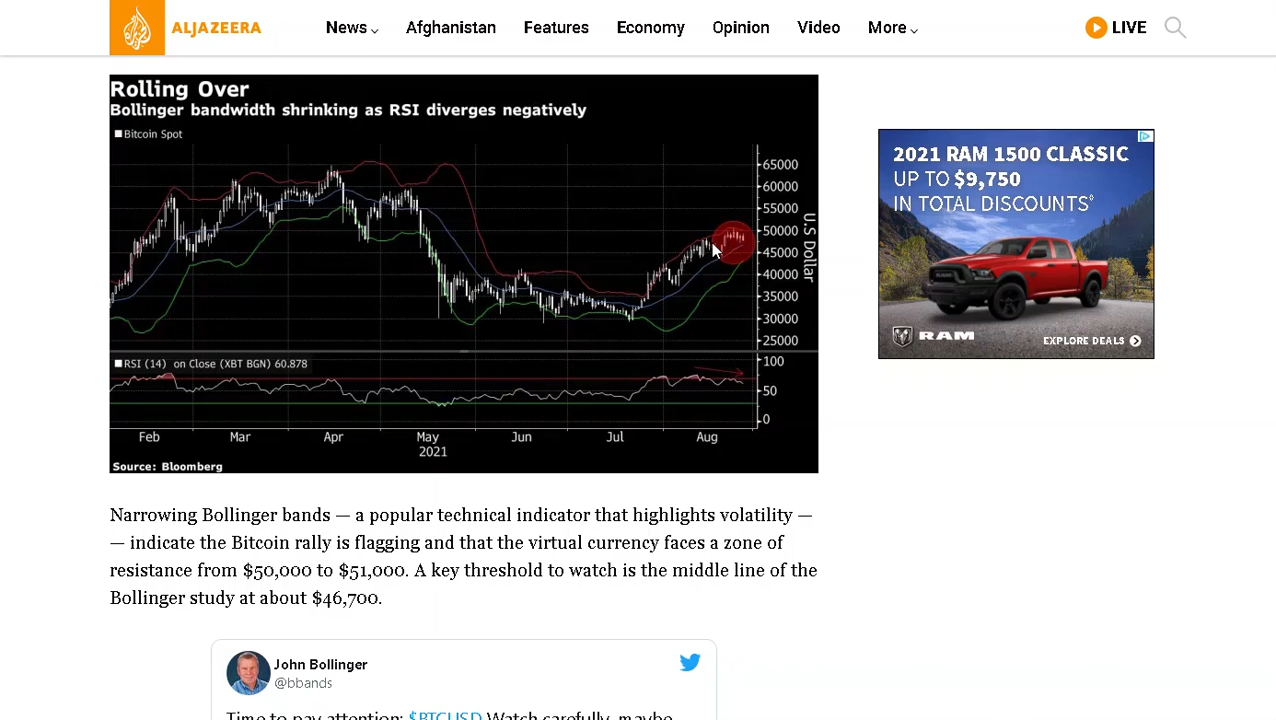 ALJAZEERA
News
Afghanistan
Features
Economy
Opinion
Video
More
LIVE
Rolling Over
Bollinger bandwidth shrinking as RSI diverges negatively
Bitcoin Spot
65000
60000
55000
50000
45000
40000
35000
30000
25000
U.S Dollar
RSI (14) on Close (XBT BGN) 60.878
100
50
0
Feb Mar Apr May Jun Jul Aug
2021
Source: Bloomberg
2021 RAM 1500 CLASSIC
UP TO $9,750
IN TOTAL DISCOUNTS◊
RAM
EXPLORE DEALS
Narrowing Bollinger bands — a popular technical indicator that highlights volatility —
— indicate the Bitcoin rally is flagging and that the virtual currency faces a zone of
resistance from $50,000 to $51,000. A key threshold to watch is the middle line of the
Bollinger study at about $46,700.
John Bollinger
@bbands
Time to pay attention: $BTCUSD Watch carefully, maybe